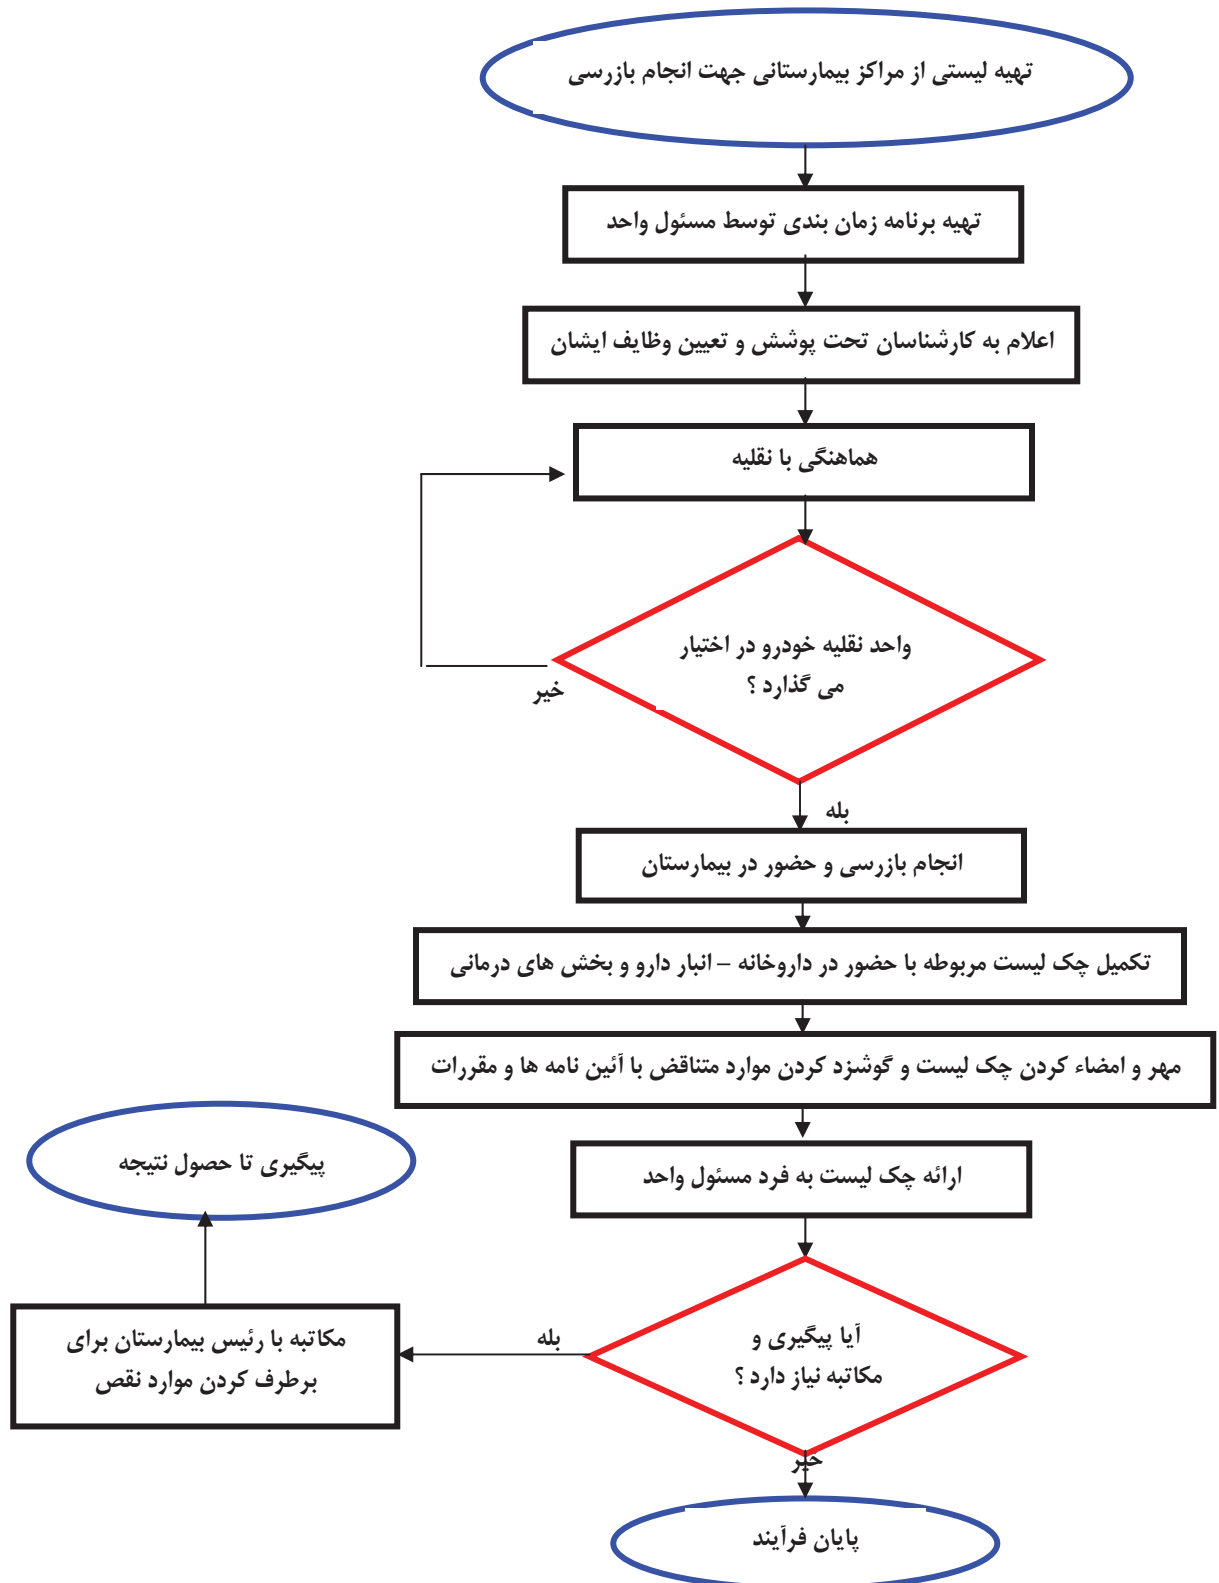 تهیه لیستی از مراکز بیمارستانی جهت انجام بازرسی
تهیه برنامه زمان بندی توسط مسئول واحد
اعلام به کارشناسان تحت پوشش و تعیین وظایف ایشان
هماهنگی با نقلیه
واحد نقلیه خودرو در اختیار
می گذارد ؟
خیر
بله
انجام بازرسی و حضور در بیمارستان
تکمیل چک لیست مربوطه با حضور در داروخانه – انبار دارو و بخش های درمانی
مهر و امضاء کردن چک لیست و گوشزد کردن موارد متناقض با آئین نامه ها و مقررات
ارائه چک لیست به فرد مسئول واحد
پیگیری تا حصول نتیجه
آیا پیگیری و
مکاتبه نیاز دارد ؟
بله
مکاتبه با رئیس بیمارستان برای
برطرف کردن موارد نقص
خیر
پایان فرآیند